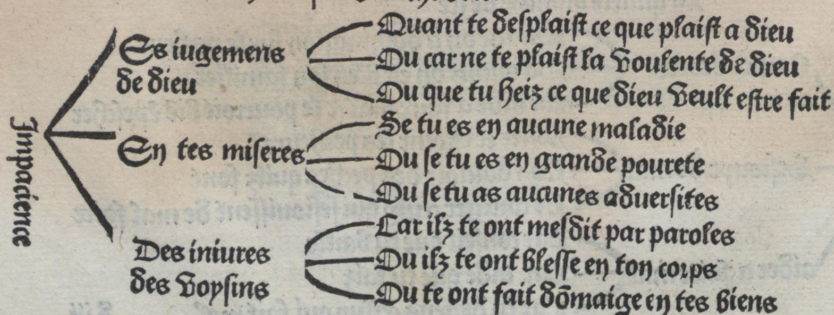 Impacience
Es iugemens
de dieu
Quant te desplaist ce que plaist a dieu
Ou car ne te plaist la voulente de dieu
Ou que tu heiz ce que dieu veult estre fait
En tes miseres
Se tu es en aucune maladie
Ou se tu es en grande pourete
Ou se tu as aucunes aduersites
Des iniures
des voysins
Car ilz te ont mesdit par paroles
Ou ilz te ont blesse en ton corps
Ou te ont fait dõmaige en tes biens